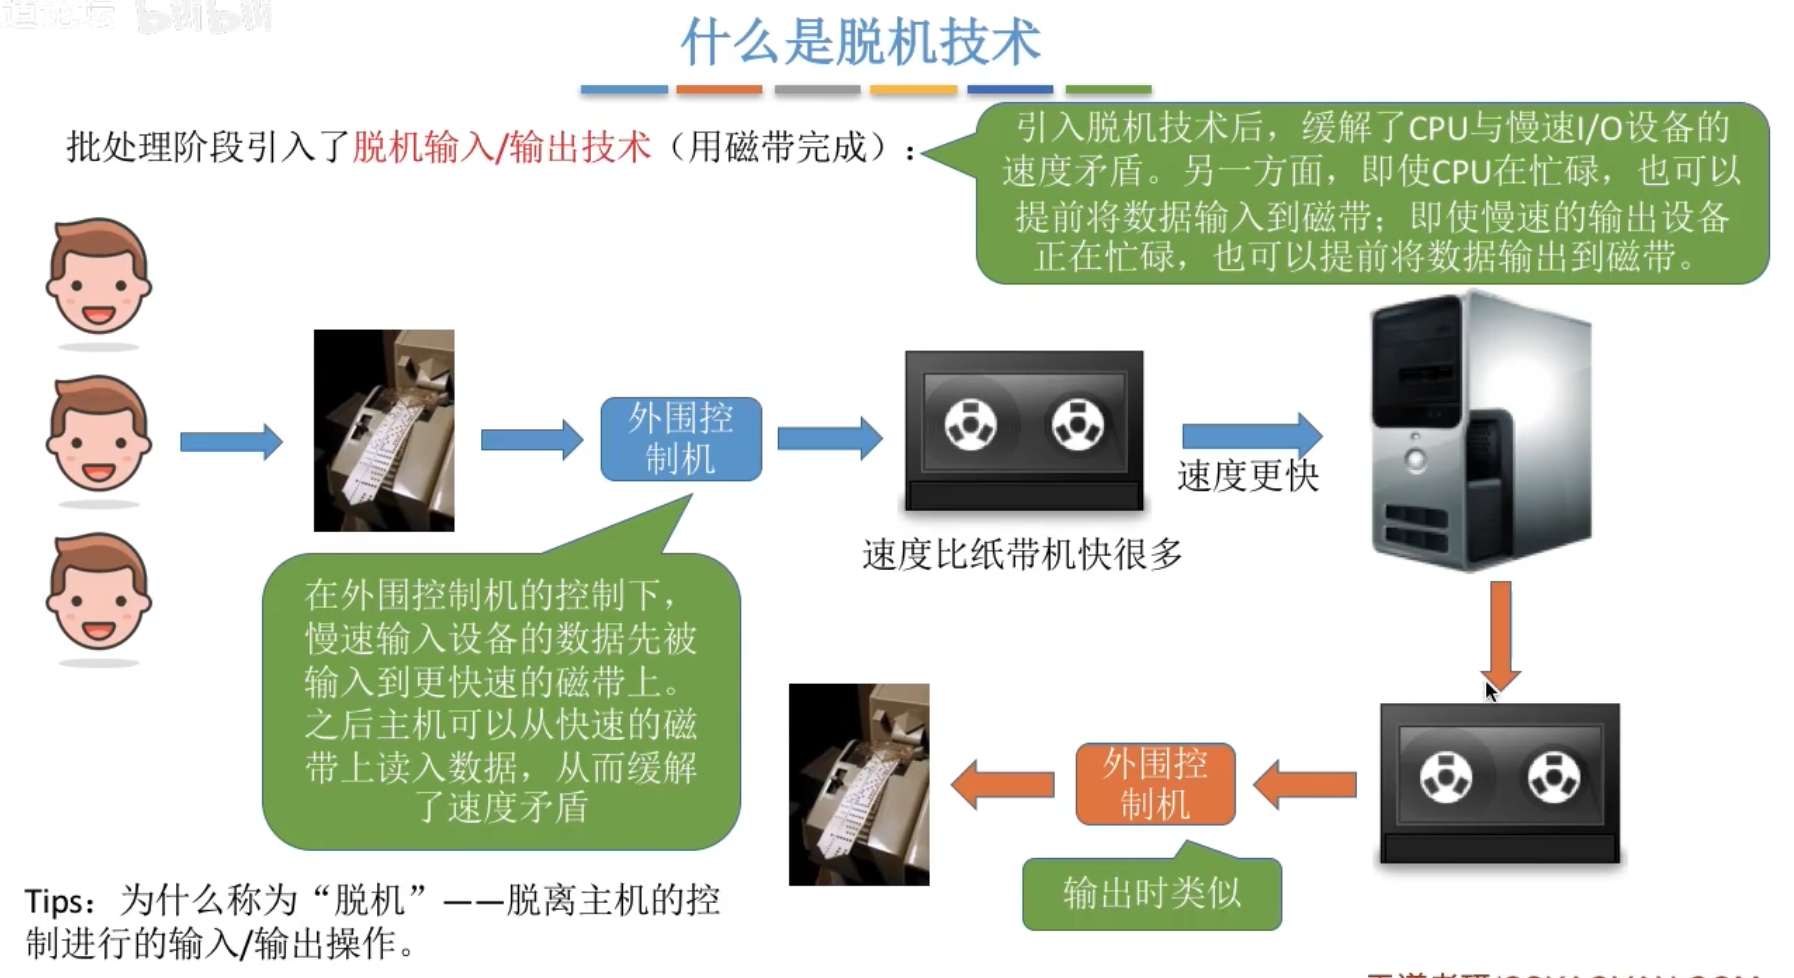 道论坛 bilibili
什么是脱机技术
批处理阶段引入了脱机输入/输出技术（用磁带完成）：
引入脱机技术后，缓解了CPU与慢速I/O设备的
速度矛盾。另一方面，即使CPU在忙碌，也可以
提前将数据输入到磁带；即使慢速的输出设备
正在忙碌，也可以提前将数据输出到磁带。
外围控
制机
速度更快
速度比纸带机快很多
在外围控制机的控制下，
慢速输入设备的数据先被
输入到更快速的磁带上。
之后主机可以从快速的磁
带上读入数据，从而缓解
了速度矛盾
外围控
制机
输出时类似
Tips：为什么称为“脱机”——脱离主机的控
制进行的输入/输出操作。